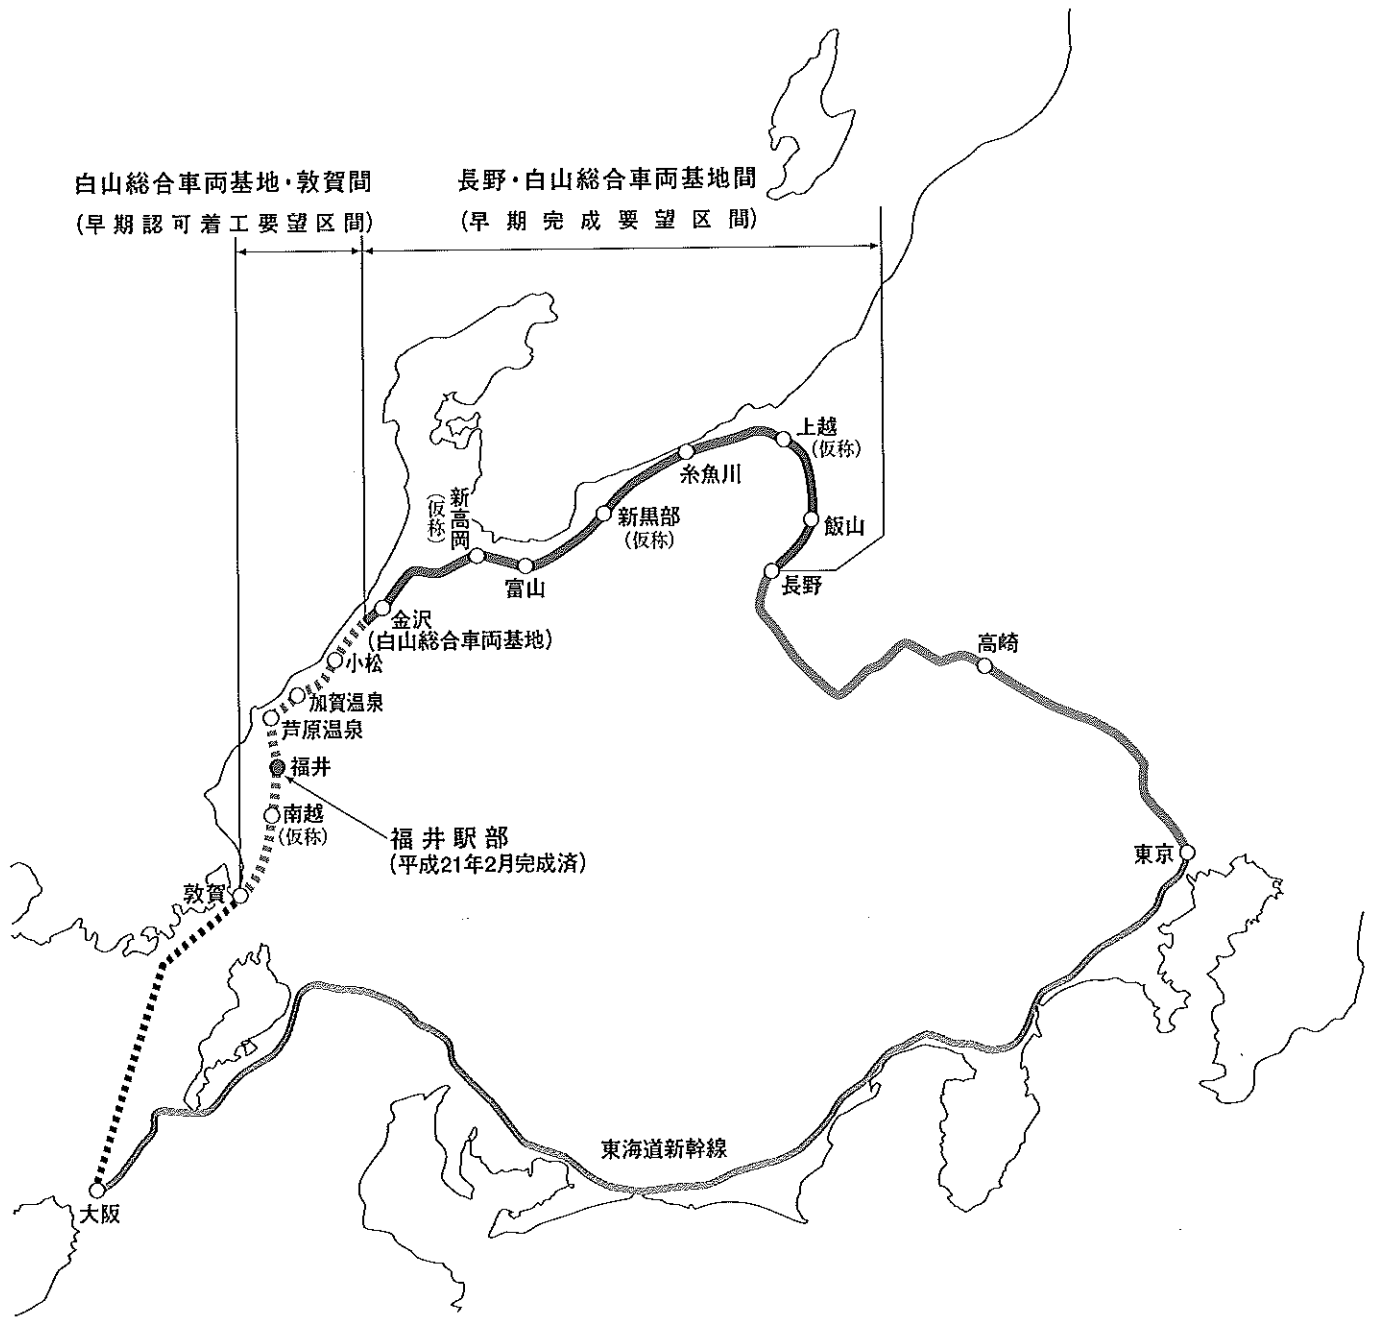 白山総合車両基地・敦賀間
(早期認可着工要望区間)
長野・白山総合車両基地間
(早期完成要望区間)
上越
(仮称)
糸魚川
新高岡
(仮称)
新黒部
(仮称)
飯山
富山
長野
金沢
(白山総合車両基地)
小松
高崎
加賀温泉
芦原温泉
福井
南越
(仮称)
福井駅部
(平成21年2月完成済)
東京
敦賀
東海道新幹線
大阪